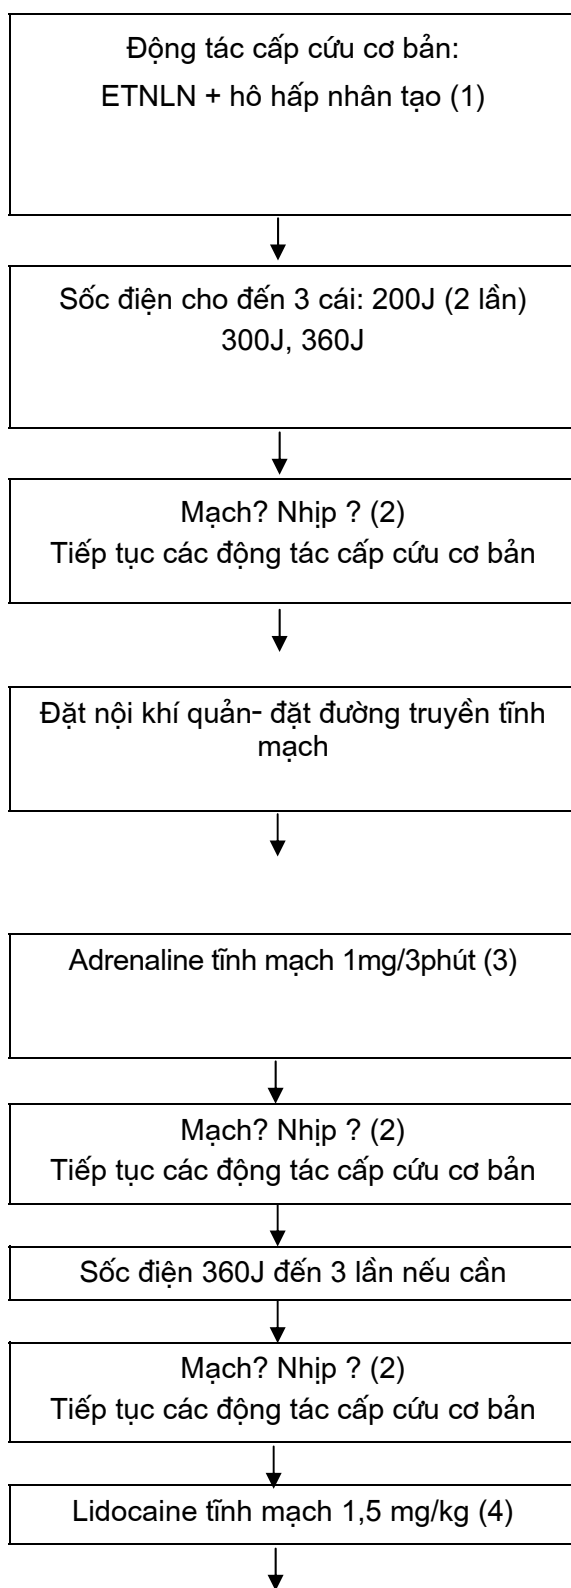 Động tác cấp cứu cơ bản:
ETNLN + hô hấp nhân tạo (1)
Sốc điện cho đến 3 cái: 200J (2 lần)
300J, 360J
Mạch? Nhịp ? (2)
Tiếp tục các động tác cấp cứu cơ bản
Đặt nội khí quản- đặt đường truyền tĩnh
mạch
Adrenaline tĩnh mạch 1mg/3phút (3)
Mạch? Nhịp ? (2)
Tiếp tục các động tác cấp cứu cơ bản
Sốc điện 360J đến 3 lần nếu cần
Mạch? Nhịp ? (2)
Tiếp tục các động tác cấp cứu cơ bản
Lidocaine tĩnh mạch 1,5 mg/kg (4)